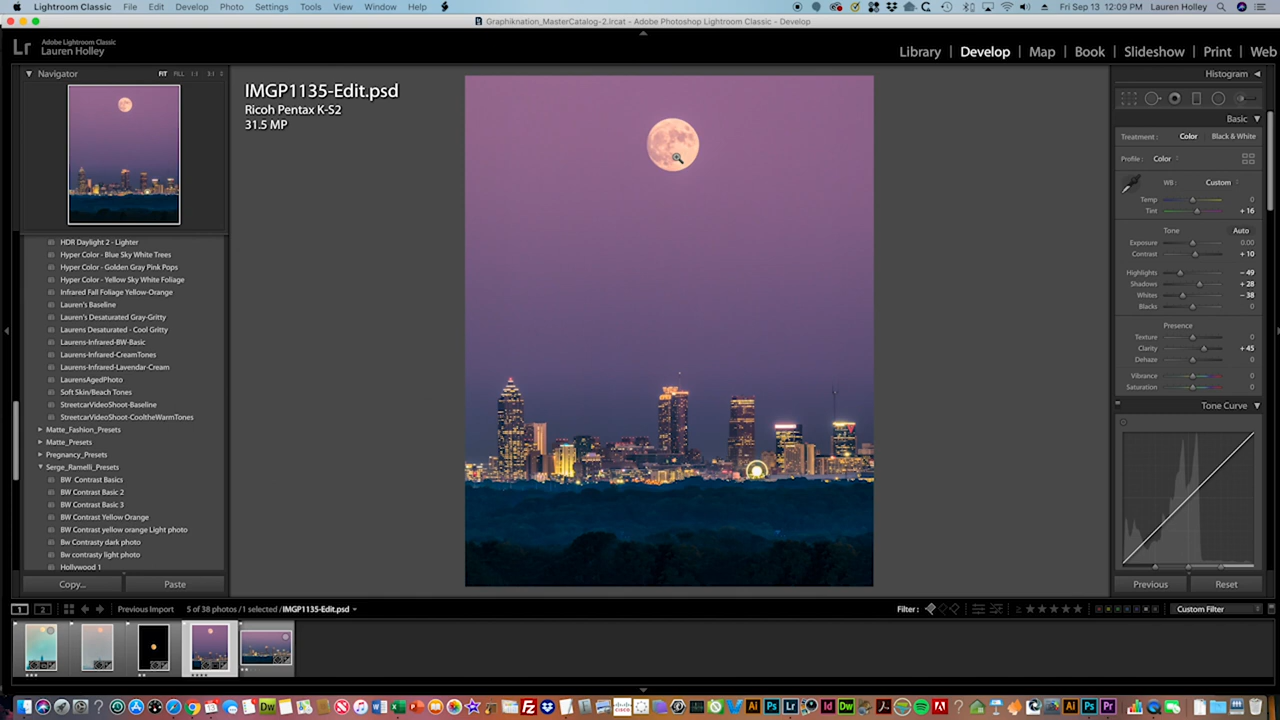 Lightroom Classic File Edit Develop Photo Settings Tools View Window Help
Fri Sep 13 12:09 PM Lauren Holley
Graphiknation_MasterCatalog-2.lrcat - Adobe Photoshop Lightroom Classic - Develop
Lr
Adobe Lightroom Classic
Lauren Holley
Library Develop Map Book Slideshow Print Web
Navigator FIT FILL 1:1 3:1
HDR Daylight 2 - Lighter
Hyper Color - Blue Sky White Trees
Hyper Color - Golden Gray Pink Pops
Hyper Color - Yellow Sky White Foliage
Infrared Fall Foliage Yellow-Orange
Lauren's Baseline
Lauren's Desaturated Gray-Gritty
Laurens Desaturated - Cool Gritty
Laurens-Infrared-BW-Basic
Laurens-Infrared-CreamTones
Laurens-Infrared-Lavendar-Cream
LaurensAgedPhoto
Soft Skin/Beach Tones
StreetcarVideoShoot-Baseline
StreetcarVideoShoot-CooltheWarmTones
Matte_Fashion_Presets
Matte_Presets
Pregnancy_Presets
Serge_Ramelli_Presets
BW Contrast Basics
BW Contrast Basic 2
BW Contrast Basic 3
BW Contrast Yellow Orange
BW Contrast yellow orange Light photo
Bw Contrasty dark photo
Bw contrasty light photo
Hollywood 1
Copy... Paste
IMGP1135-Edit.psd
Ricoh Pentax K-S2
31.5 MP
Histogram
Basic
Treatment: Color Black & White
Profile: Color
WB: Custom
Temp 0
Tint + 16
Tone Auto
Exposure 0.00
Contrast + 10
Highlights − 49
Shadows + 28
Whites − 38
Blacks 0
Presence
Texture 0
Clarity + 45
Dehaze 0
Vibrance 0
Saturation 0
Tone Curve
Previous Reset
1 2 Previous Import 5 of 38 photos / 1 selected / IMGP1135-Edit.psd Filter: Custom Filter